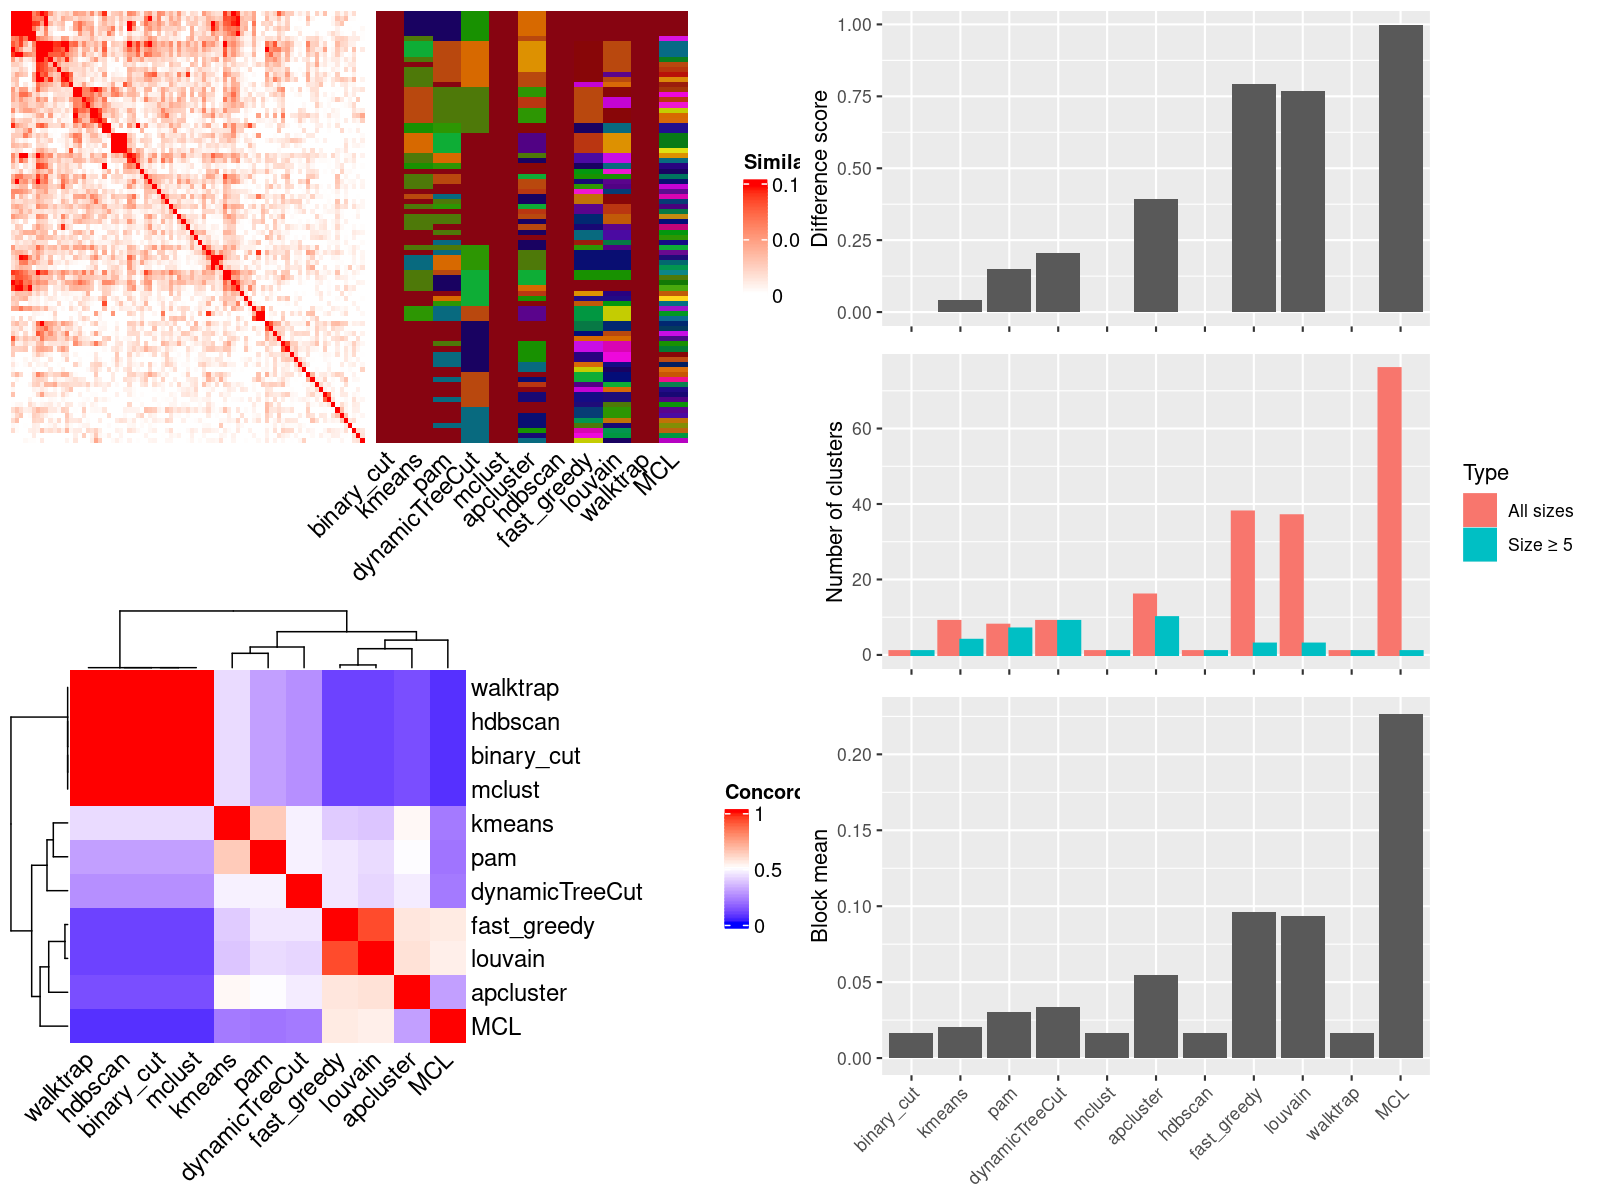 Simila
0.1
0.0
0
binary_cut
kmeans
pam
dynamicTreeCut
mclust
apcluster
hdbscan
fast_greedy
louvain
walktrap
MCL
walktrap
hdbscan
binary_cut
mclust
kmeans
pam
dynamicTreeCut
fast_greedy
louvain
apcluster
MCL
walktrap
hdbscan
binary_cut
mclust
kmeans
pam
dynamicTreeCut
fast_greedy
louvain
apcluster
MCL
Concord
1
0.5
0
Difference score
1.00
0.75
0.50
0.25
0.00
Number of clusters
60
40
20
0
Type
All sizes
Size ≥ 5
Block mean
0.20
0.15
0.10
0.05
0.00
binary_cut
kmeans
pam
dynamicTreeCut
mclust
apcluster
hdbscan
fast_greedy
louvain
walktrap
MCL